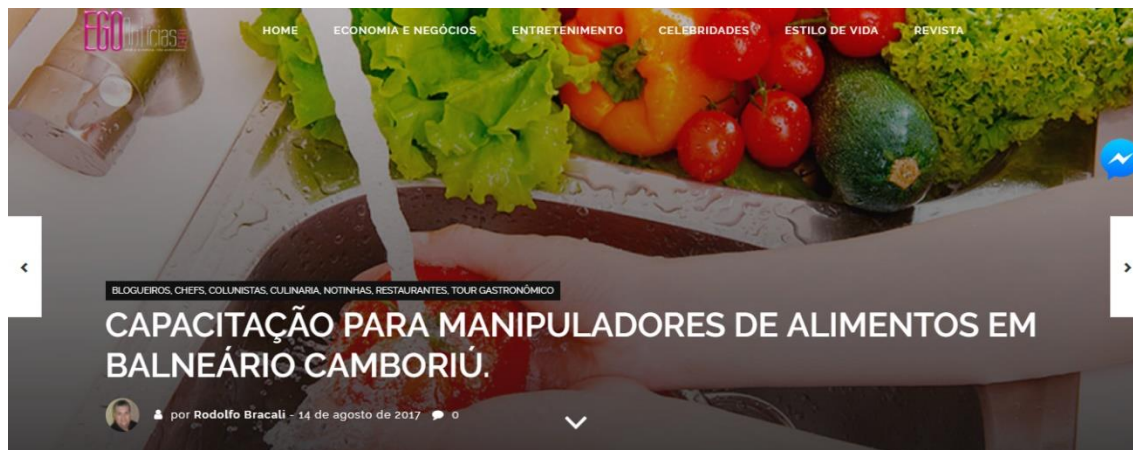 EGO Notícias
HOME ECONOMIA E NEGÓCIOS ENTRETENIMENTO CELEBRIDADES ESTILO DE VIDA REVISTA
BLOGUEIROS, CHEFS, COLUNISTAS, CULINARIA, NOTINHAS, RESTAURANTES, TOUR GASTRONÔMICO
CAPACITAÇÃO PARA MANIPULADORES DE ALIMENTOS EM
BALNEÁRIO CAMBORIÚ.
por Rodolfo Bracali - 14 de agosto de 2017 0